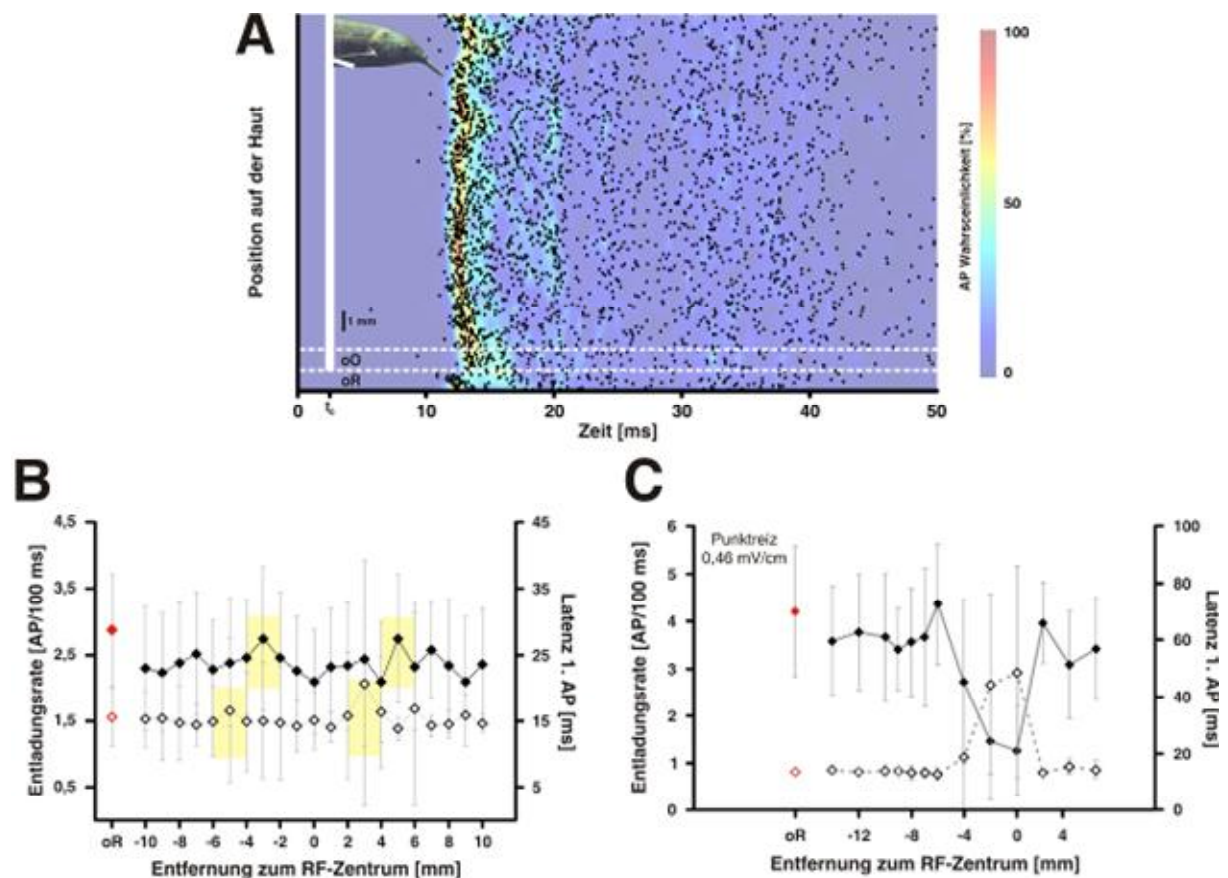 A
Position auf der Haut
1 mm
oO
oR
0
10
20
30
40
50
Zeit [ms]
100
50
0
AP Wahrseinlichkeit [%]
B
4,5
3,5
2,5
1,5
0,5
Entladungsrate [AP/100 ms]
45
35
25
15
5
Latenz 1. AP [ms]
oR -10 -8 -6 -4 -2 0 2 4 6 8 10
Entfernung zum RF-Zentrum [mm]
C
Punktreiz
0,46 mV/cm
6
5
4
3
2
1
0
Entladungsrate [AP/100 ms]
100
80
60
40
20
0
Latenz 1. AP [ms]
oR -12 -8 -4 0 4
Entfernung zum RF-Zentrum [mm]